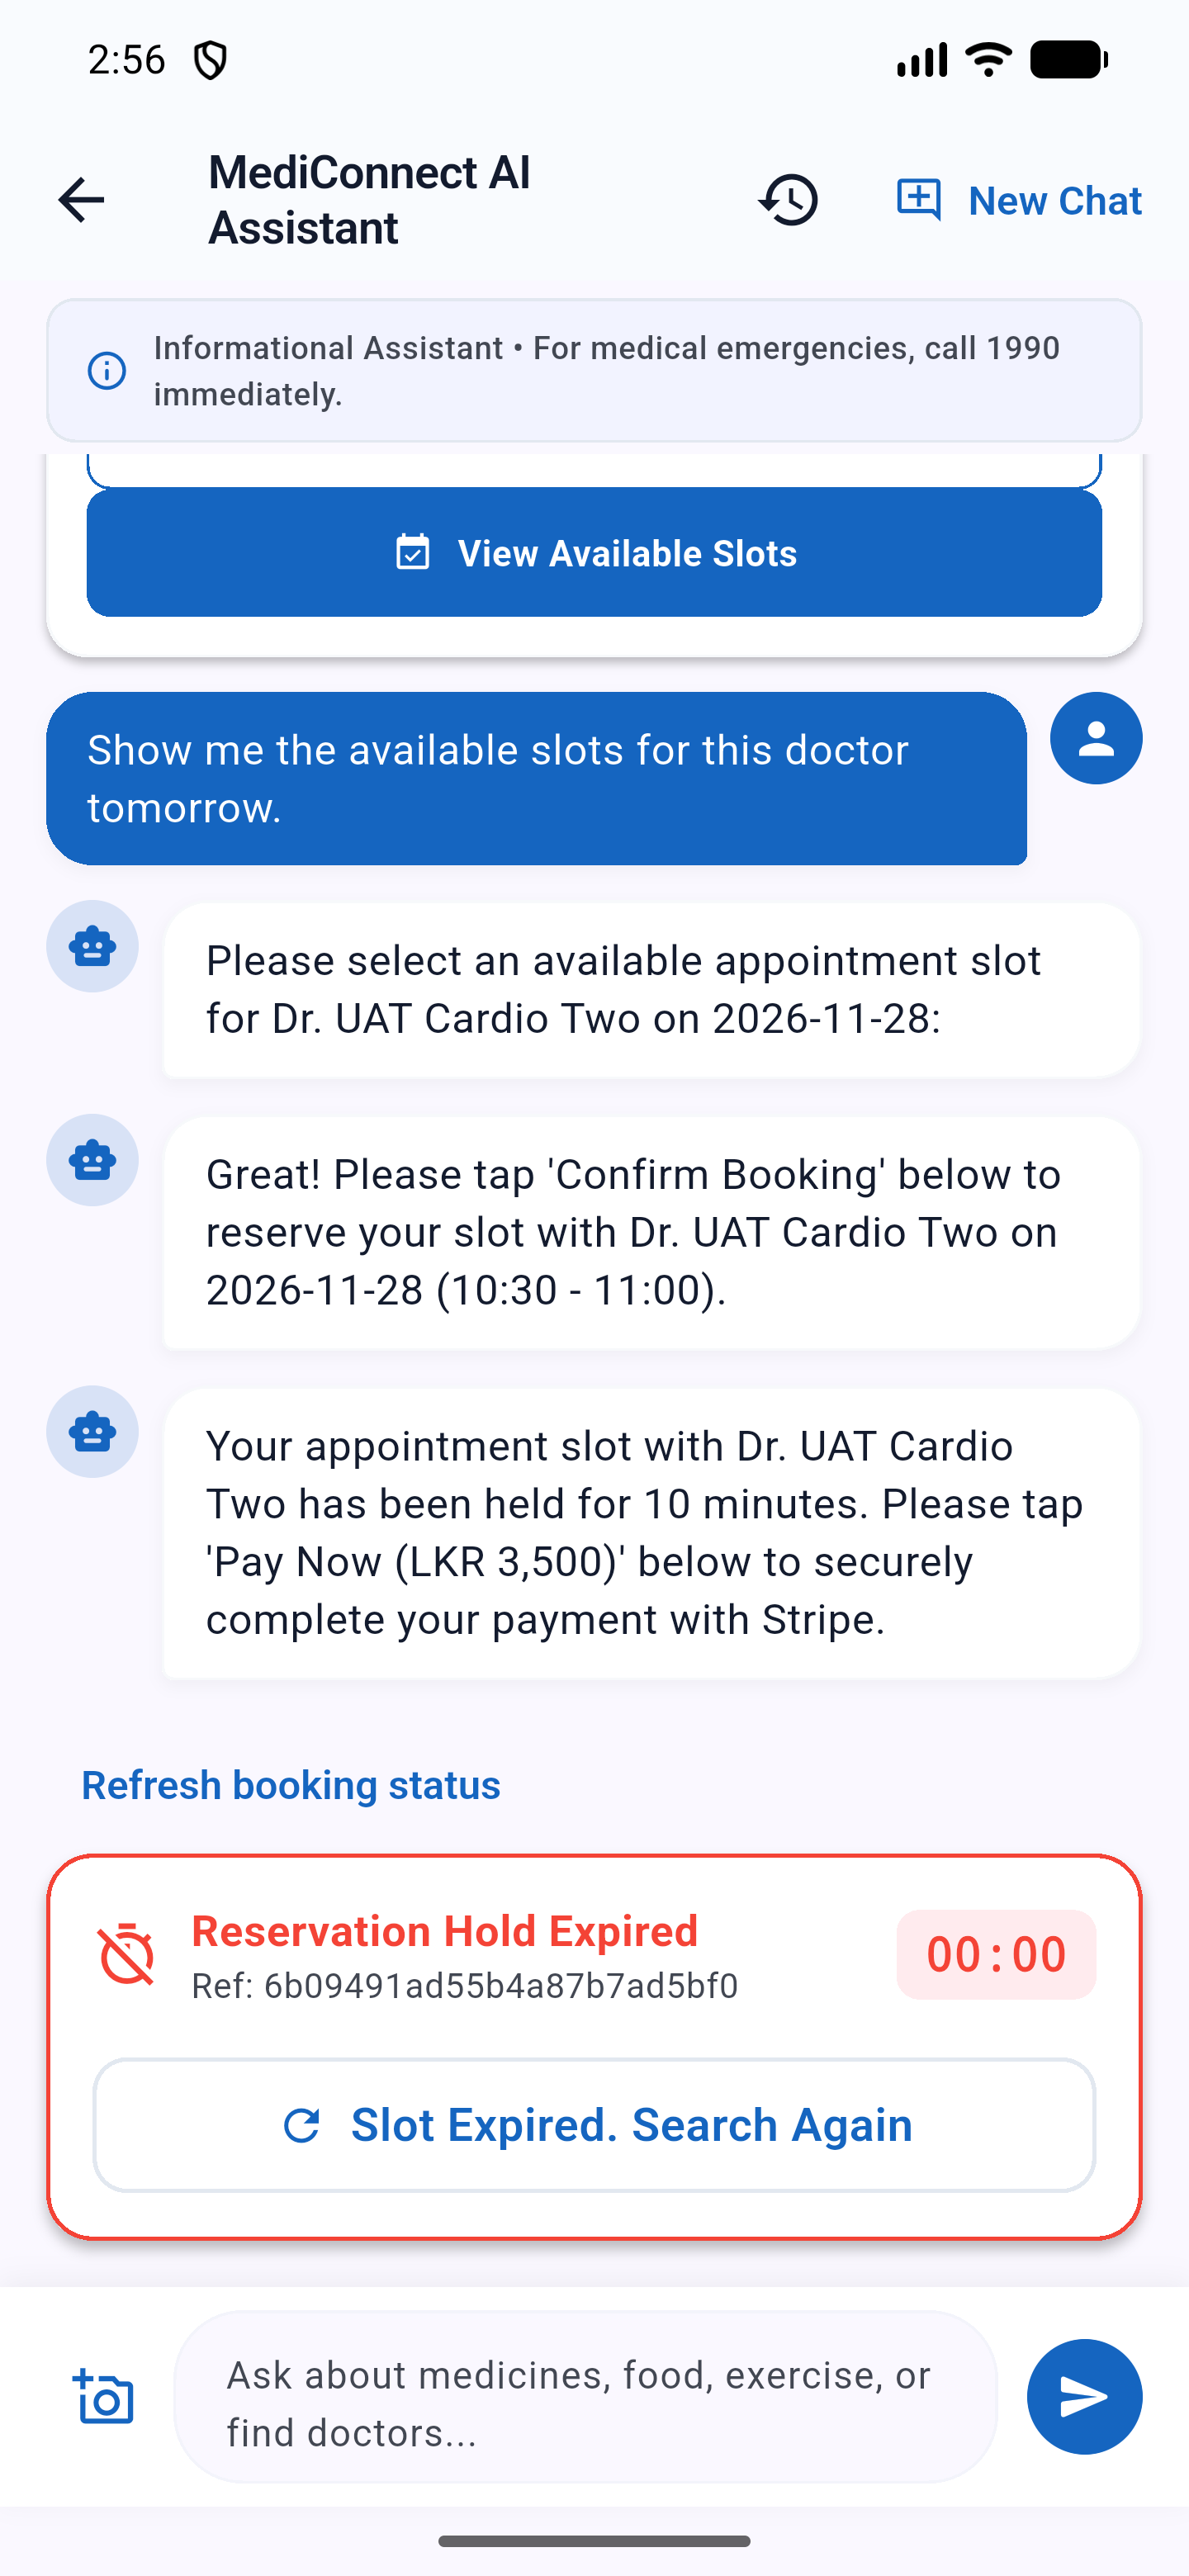 2:56
MediConnect AI
Assistant
New Chat
Informational Assistant • For medical emergencies, call 1990
immediately.
View Available Slots
Show me the available slots for this doctor
tomorrow.
Please select an available appointment slot
for Dr. UAT Cardio Two on 2026-11-28:
Great! Please tap 'Confirm Booking' below to
reserve your slot with Dr. UAT Cardio Two on
2026-11-28 (10:30 - 11:00).
Your appointment slot with Dr. UAT Cardio
Two has been held for 10 minutes. Please tap
'Pay Now (LKR 3,500)' below to securely
complete your payment with Stripe.
Refresh booking status
Reservation Hold Expired
Ref: 6b09491ad55b4a87b7ad5bf0
00:00
Slot Expired. Search Again
Ask about medicines, food, exercise, or
find doctors...